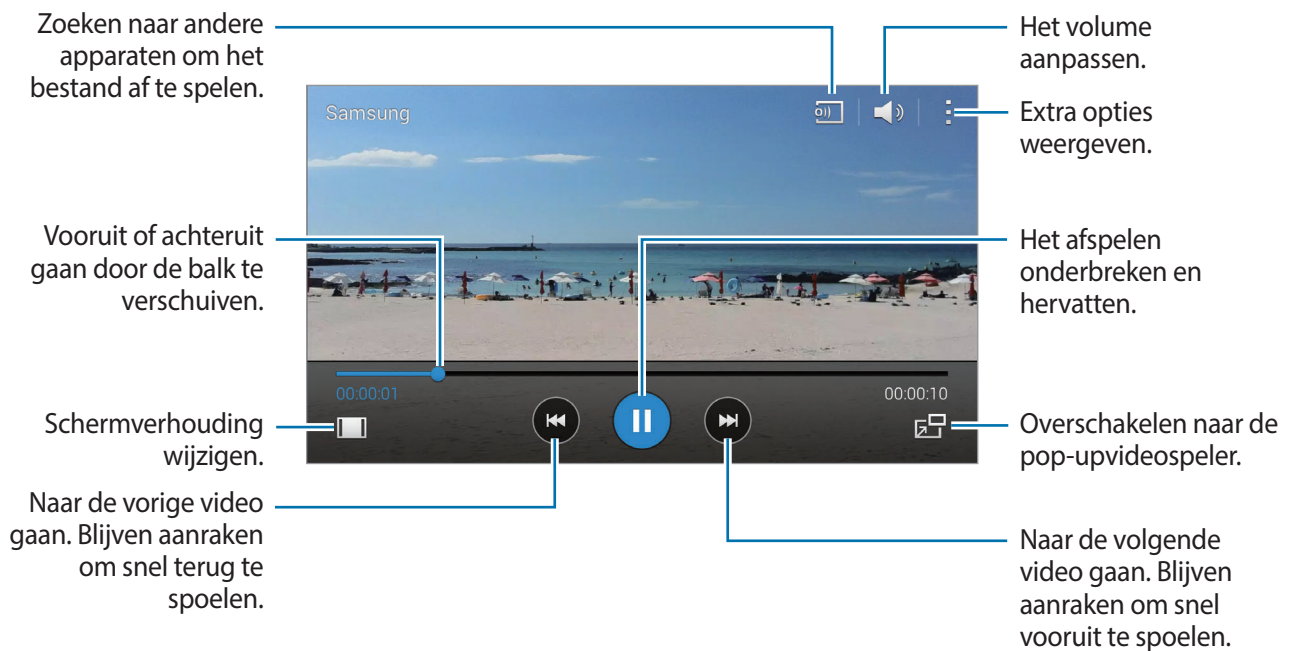 Zoeken naar andere
apparaten om het
bestand af te spelen.
Het volume
aanpassen.
Samsung
Extra opties
weergeven.
Vooruit of achteruit
gaan door de balk te
verschuiven.
Het afspelen
onderbreken en
hervatten.
00:00:01
00:00:10
Schermverhouding
wijzigen.
Overschakelen naar de
pop-upvideospeler.
Naar de vorige video
gaan. Blijven aanraken
om snel terug te
spoelen.
Naar de volgende
video gaan. Blijven
aanraken om snel
vooruit te spoelen.